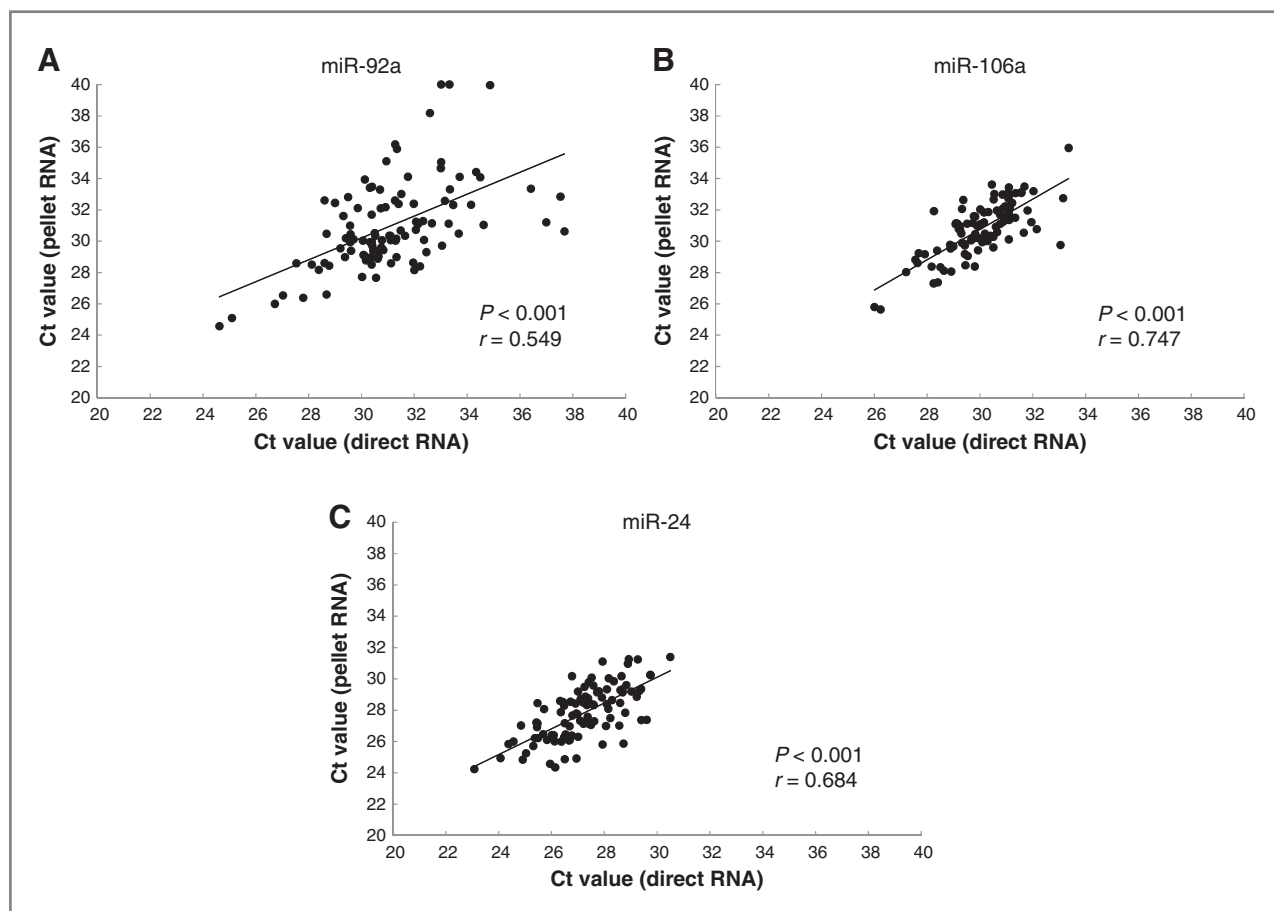 A
miR-92a
40
38
36
34
32
30
28
26
24
22
20
Ct value (pellet RNA)
P < 0.001
r = 0.549
20 22 24 26 28 30 32 34 36 38 40
Ct value (direct RNA)
B
miR-106a
40
38
36
34
32
30
28
26
24
22
20
Ct value (pellet RNA)
P < 0.001
r = 0.747
20 22 24 26 28 30 32 34 36 38 40
Ct value (direct RNA)
C
miR-24
40
38
36
34
32
30
28
26
24
22
20
Ct value (pellet RNA)
P < 0.001
r = 0.684
20 22 24 26 28 30 32 34 36 38 40
Ct value (direct RNA)